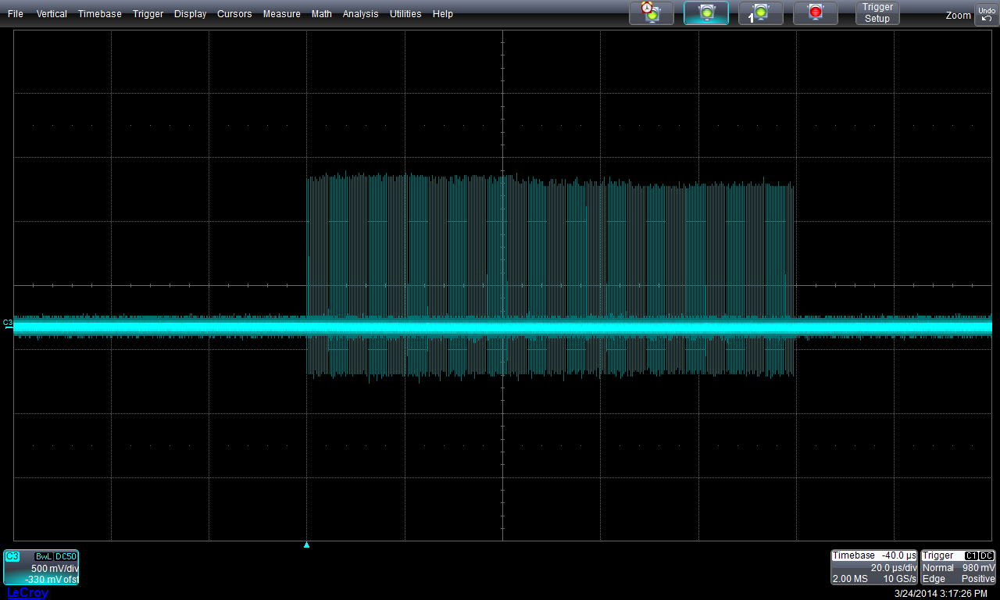 File Vertical Timebase Trigger Display Cursors Measure Math Analysis Utilities Help
1
Trigger
Setup
Zoom
Undo
C3
C3 BwL DC50
500 mV/div
-330 mV ofst
LeCroy
Timebase -40.0 µs
20.0 µs/div
2.00 MS 10 GS/s
Trigger C1 DC
Normal 980 mV
Edge Positive
3/24/2014 3:17:26 PM